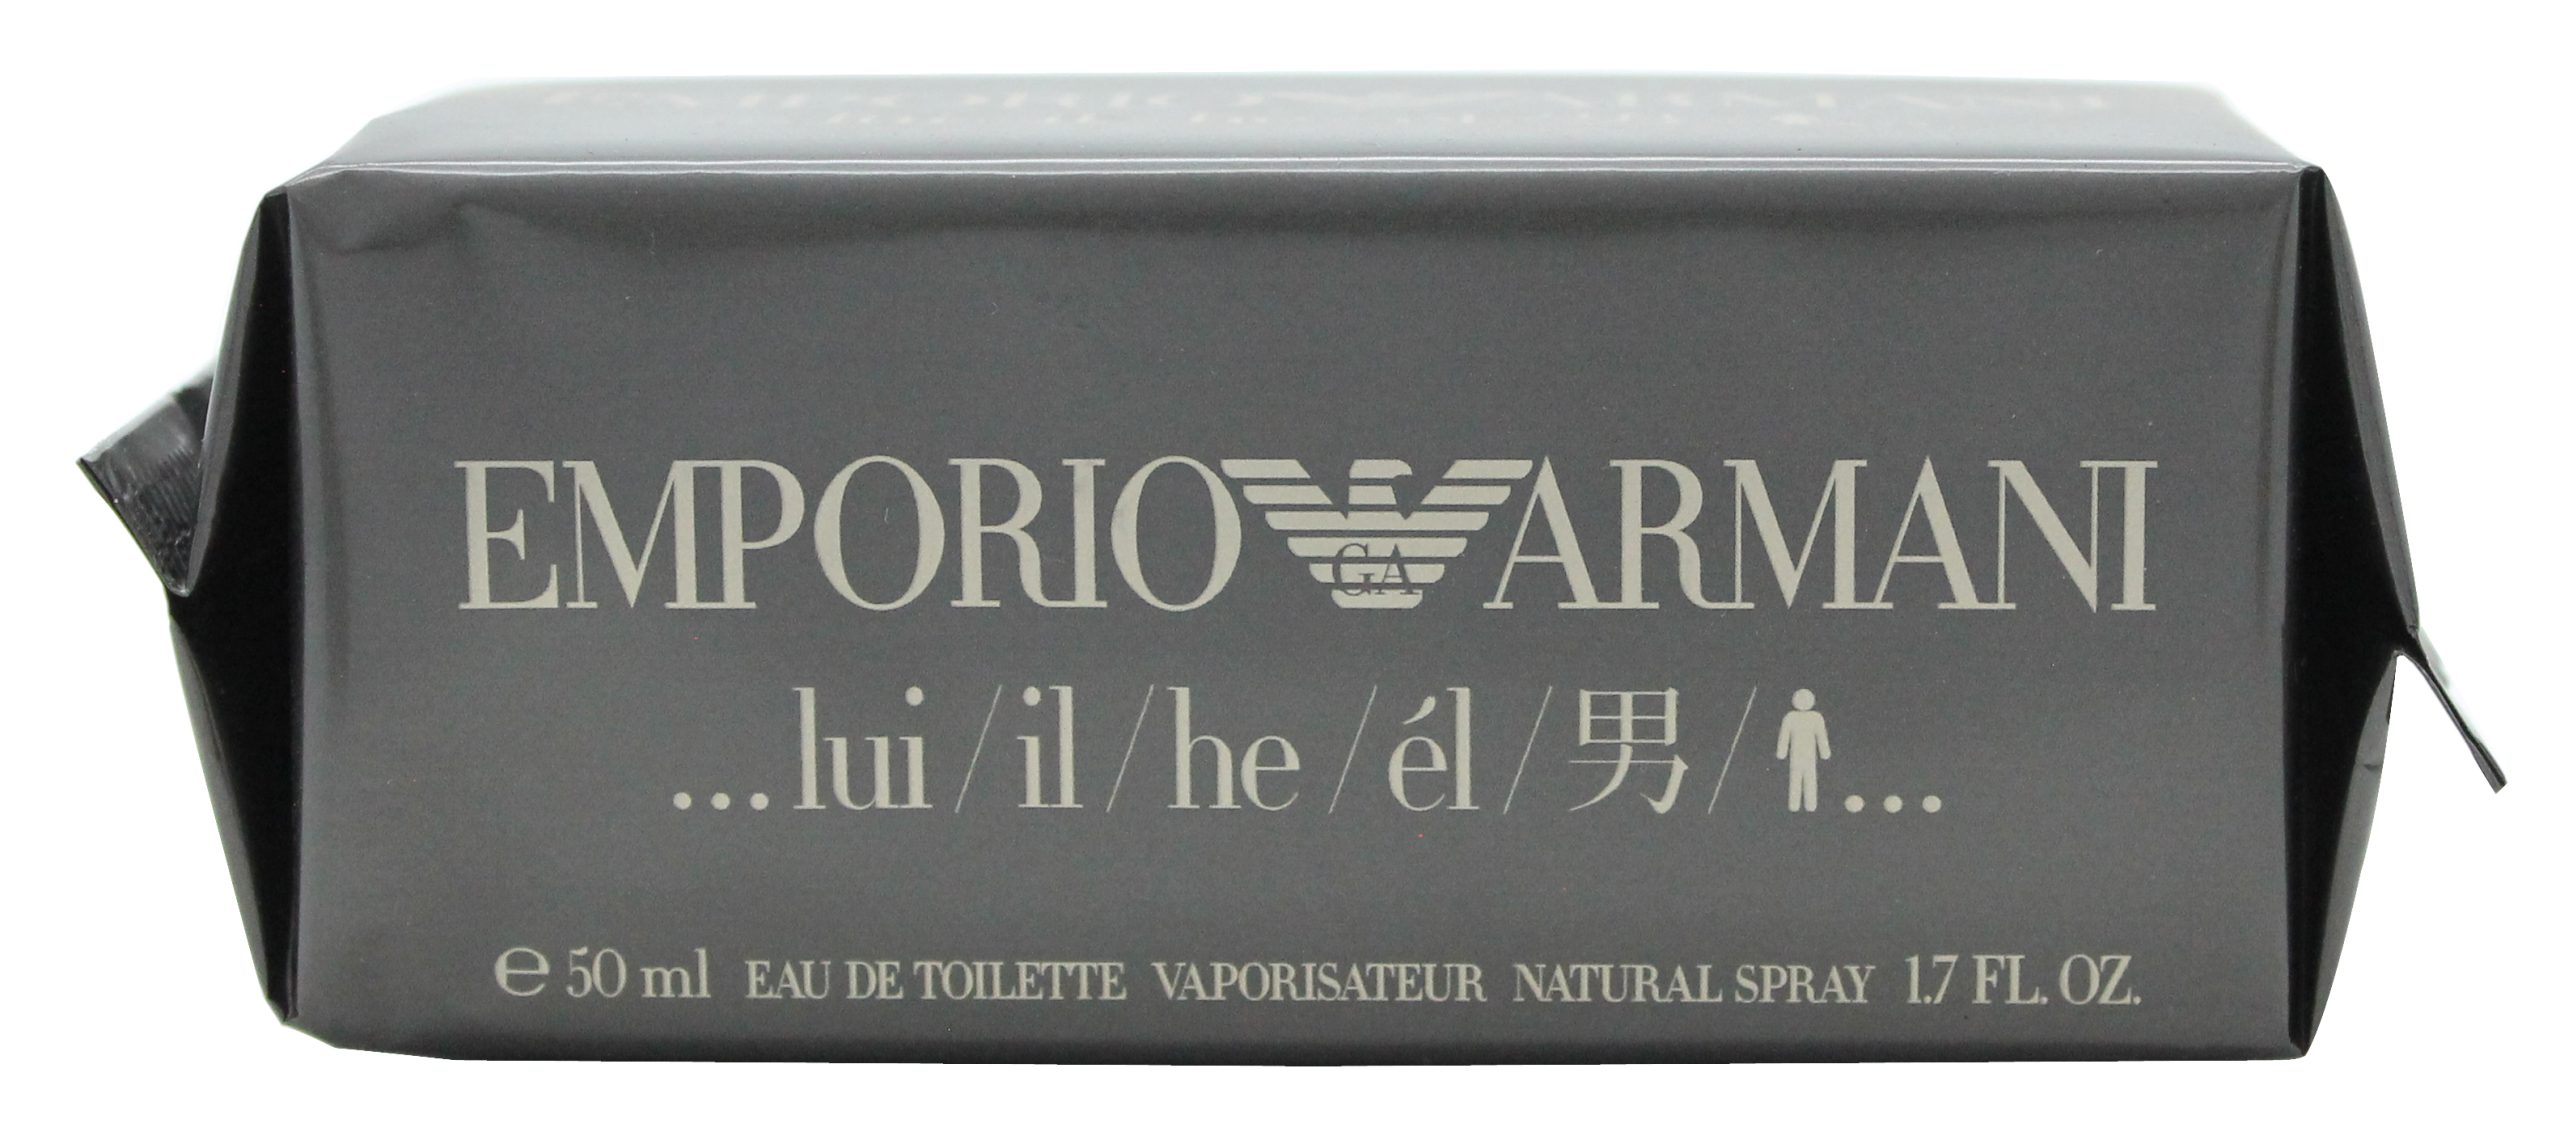 EMPORIO GA ARMANI
...lui/il/he/él/男/...
℮ 50 ml EAU DE TOILETTE VAPORISATEUR NATURAL SPRAY 1.7 FL. OZ.